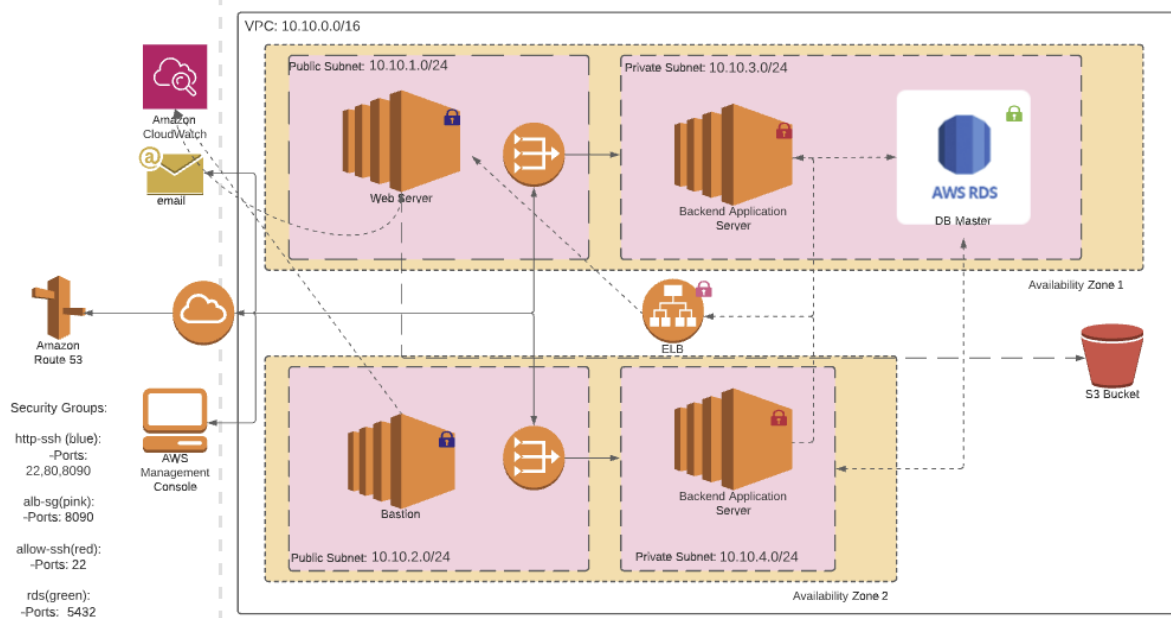 VPC: 10.10.0.0/16
Public Subnet: 10.10.1.0/24
Private Subnet: 10.10.3.0/24
Amazon
CloudWatch
@
email
Web Server
Backend Application
Server
AWS RDS
DB Master
Availability Zone 1
ELB
Amazon
Route 53
S3 Bucket
AWS
Management
Console
Bastion
Backend Application
Server
Public Subnet: 10.10.2.0/24
Private Subnet: 10.10.4.0/24
Availability Zone 2
Security Groups:
http-ssh (blue):
-Ports:
22,80,8090
alb-sg(pink):
-Ports: 8090
allow-ssh(red):
-Ports: 22
rds(green):
-Ports: 5432